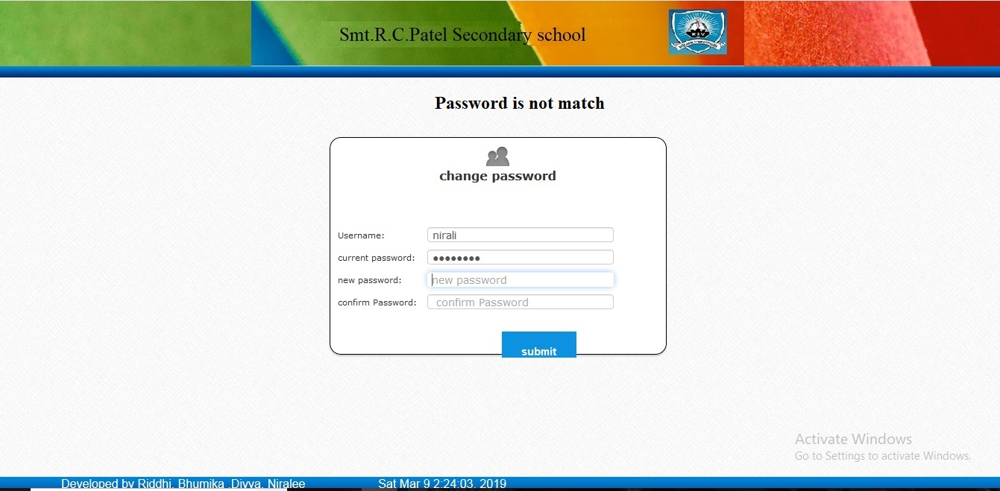 Smt.R.C.Patel Secondary school
Password is not match
change password
Username: nirali
current password: ●●●●●●●●
new password: new password
confirm Password: confirm Password
submit
Activate Windows
Go to Settings to activate Windows.
Developed by Riddhi, Bhumika ,Divya, Niralee Sat Mar 9 2:24:03, 2019